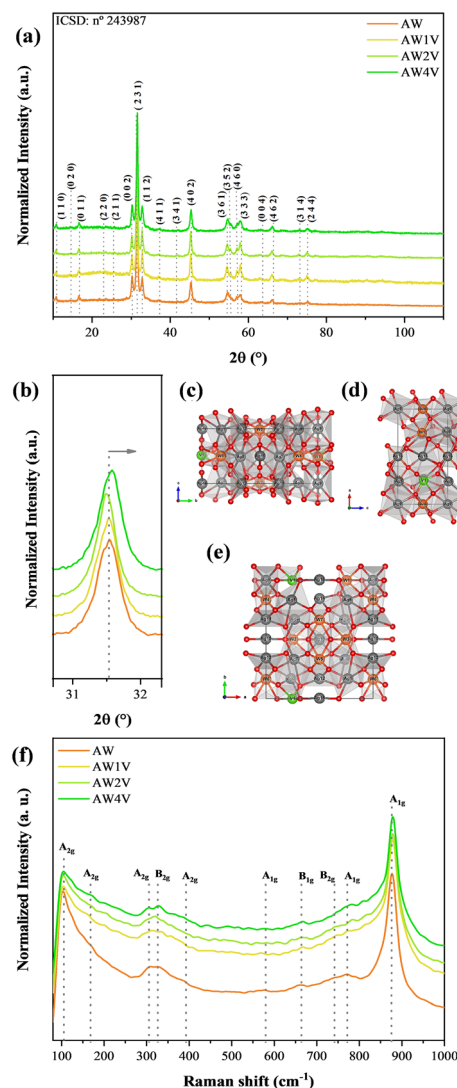 (a)
ICSD: nº 243987
AW
AW1V
AW2V
AW4V
(1 1 0)
(0 2 0)
(0 1 1)
(2 2 0)
(2 1 1)
(0 0 2)
(2 3 1)
(1 1 2)
(4 1 1)
(3 4 1)
(4 0 2)
(3 6 1)
(3 5 2)
(4 6 0)
(3 3 3)
(0 0 4)
(4 6 2)
(3 1 4)
(2 4 4)
Normalized Intensity (a.u.)
20 40 60 80 100
2θ (°)
(b)
Normalized Intensity (a.u.)
31 32
2θ (°)
(c)
(d)
(e)
(f)
AW
AW1V
AW2V
AW4V
A2g
A2g
A2g
B2g
A2g
A1g
B1g
B2g
A1g
A1g
Normalized Intensity (a. u.)
100 200 300 400 500 600 700 800 900 1000
Raman shift (cm-1)